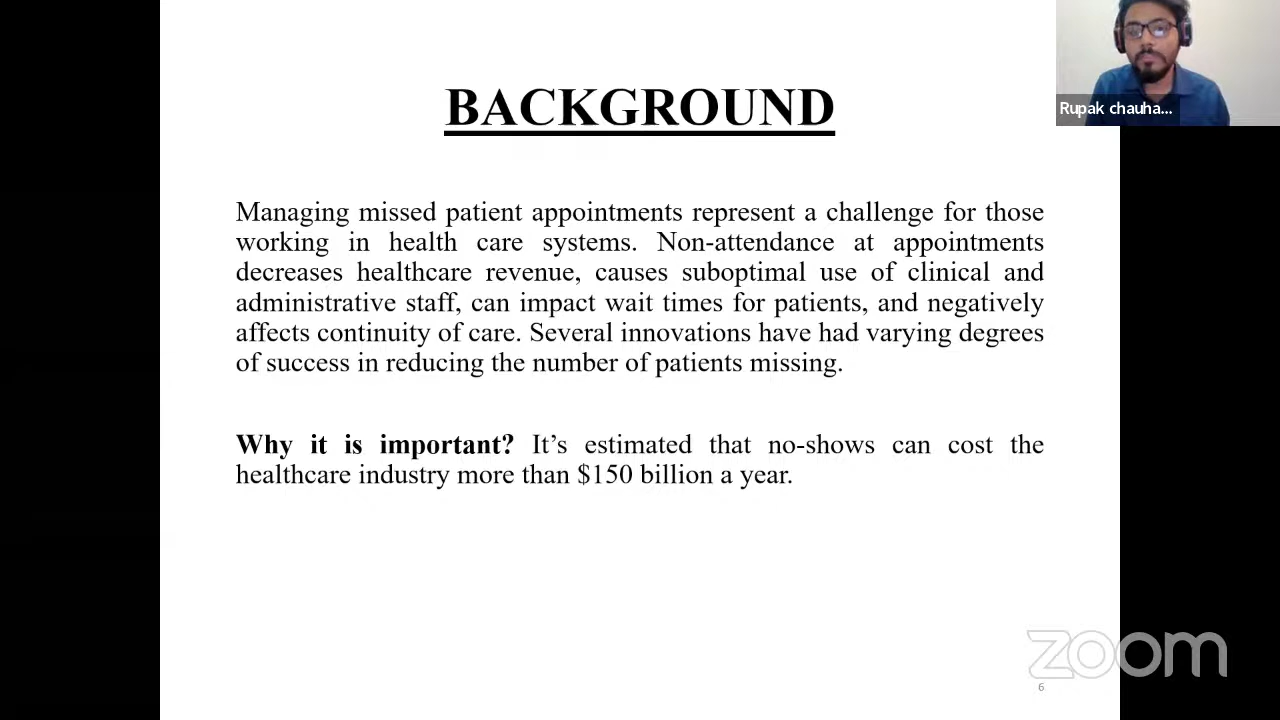 BACKGROUND
Rupak chauha...
Managing missed patient appointments represent a challenge for those
working in health care systems. Non-attendance at appointments
decreases healthcare revenue, causes suboptimal use of clinical and
administrative staff, can impact wait times for patients, and negatively
affects continuity of care. Several innovations have had varying degrees
of success in reducing the number of patients missing.
Why it is important? It’s estimated that no-shows can cost the
healthcare industry more than $150 billion a year.
zoom
6